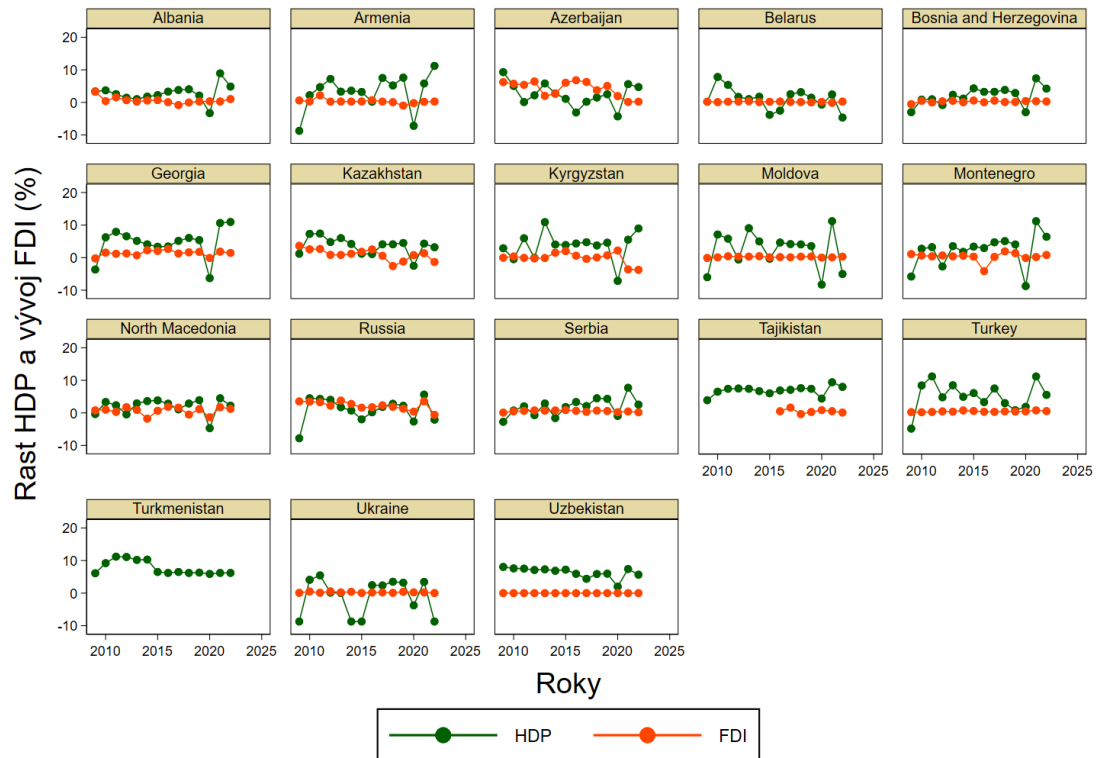 Albania Armenia Azerbaijan Belarus Bosnia and Herzegovina
20
10
0
-10
Georgia Kazakhstan Kyrgyzstan Moldova Montenegro
20
10
0
-10
North Macedonia Russia Serbia Tajikistan Turkey
20
10
0
-10
2010 2015 2020 2025 2010 2015 2020 2025
Turkmenistan Ukraine Uzbekistan
20
10
0
-10
2010 2015 2020 2025 2010 2015 2020 2025 2010 2015 2020 2025
Rast HDP a vývoj FDI (%)
Roky
HDP FDI